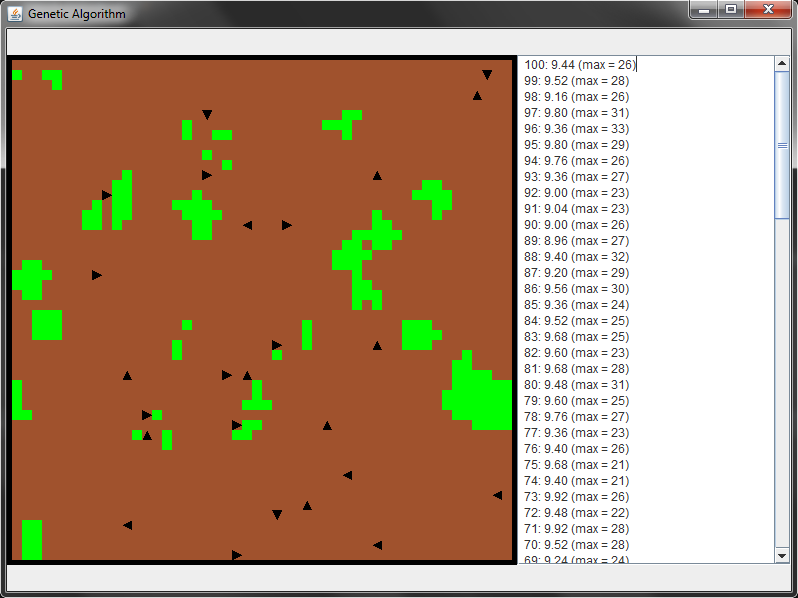 Genetic Algorithm
100: 9.44 (max = 26)
99: 9.52 (max = 28)
98: 9.16 (max = 26)
97: 9.80 (max = 31)
96: 9.36 (max = 33)
95: 9.80 (max = 29)
94: 9.76 (max = 26)
93: 9.36 (max = 27)
92: 9.00 (max = 23)
91: 9.04 (max = 23)
90: 9.00 (max = 26)
89: 8.96 (max = 27)
88: 9.40 (max = 32)
87: 9.20 (max = 29)
86: 9.56 (max = 30)
85: 9.36 (max = 24)
84: 9.52 (max = 25)
83: 9.68 (max = 25)
82: 9.60 (max = 23)
81: 9.68 (max = 28)
80: 9.48 (max = 31)
79: 9.60 (max = 25)
78: 9.76 (max = 27)
77: 9.36 (max = 23)
76: 9.40 (max = 26)
75: 9.68 (max = 21)
74: 9.40 (max = 21)
73: 9.92 (max = 26)
72: 9.48 (max = 22)
71: 9.92 (max = 28)
70: 9.52 (max = 28)
69: 9.24 (max = 24)